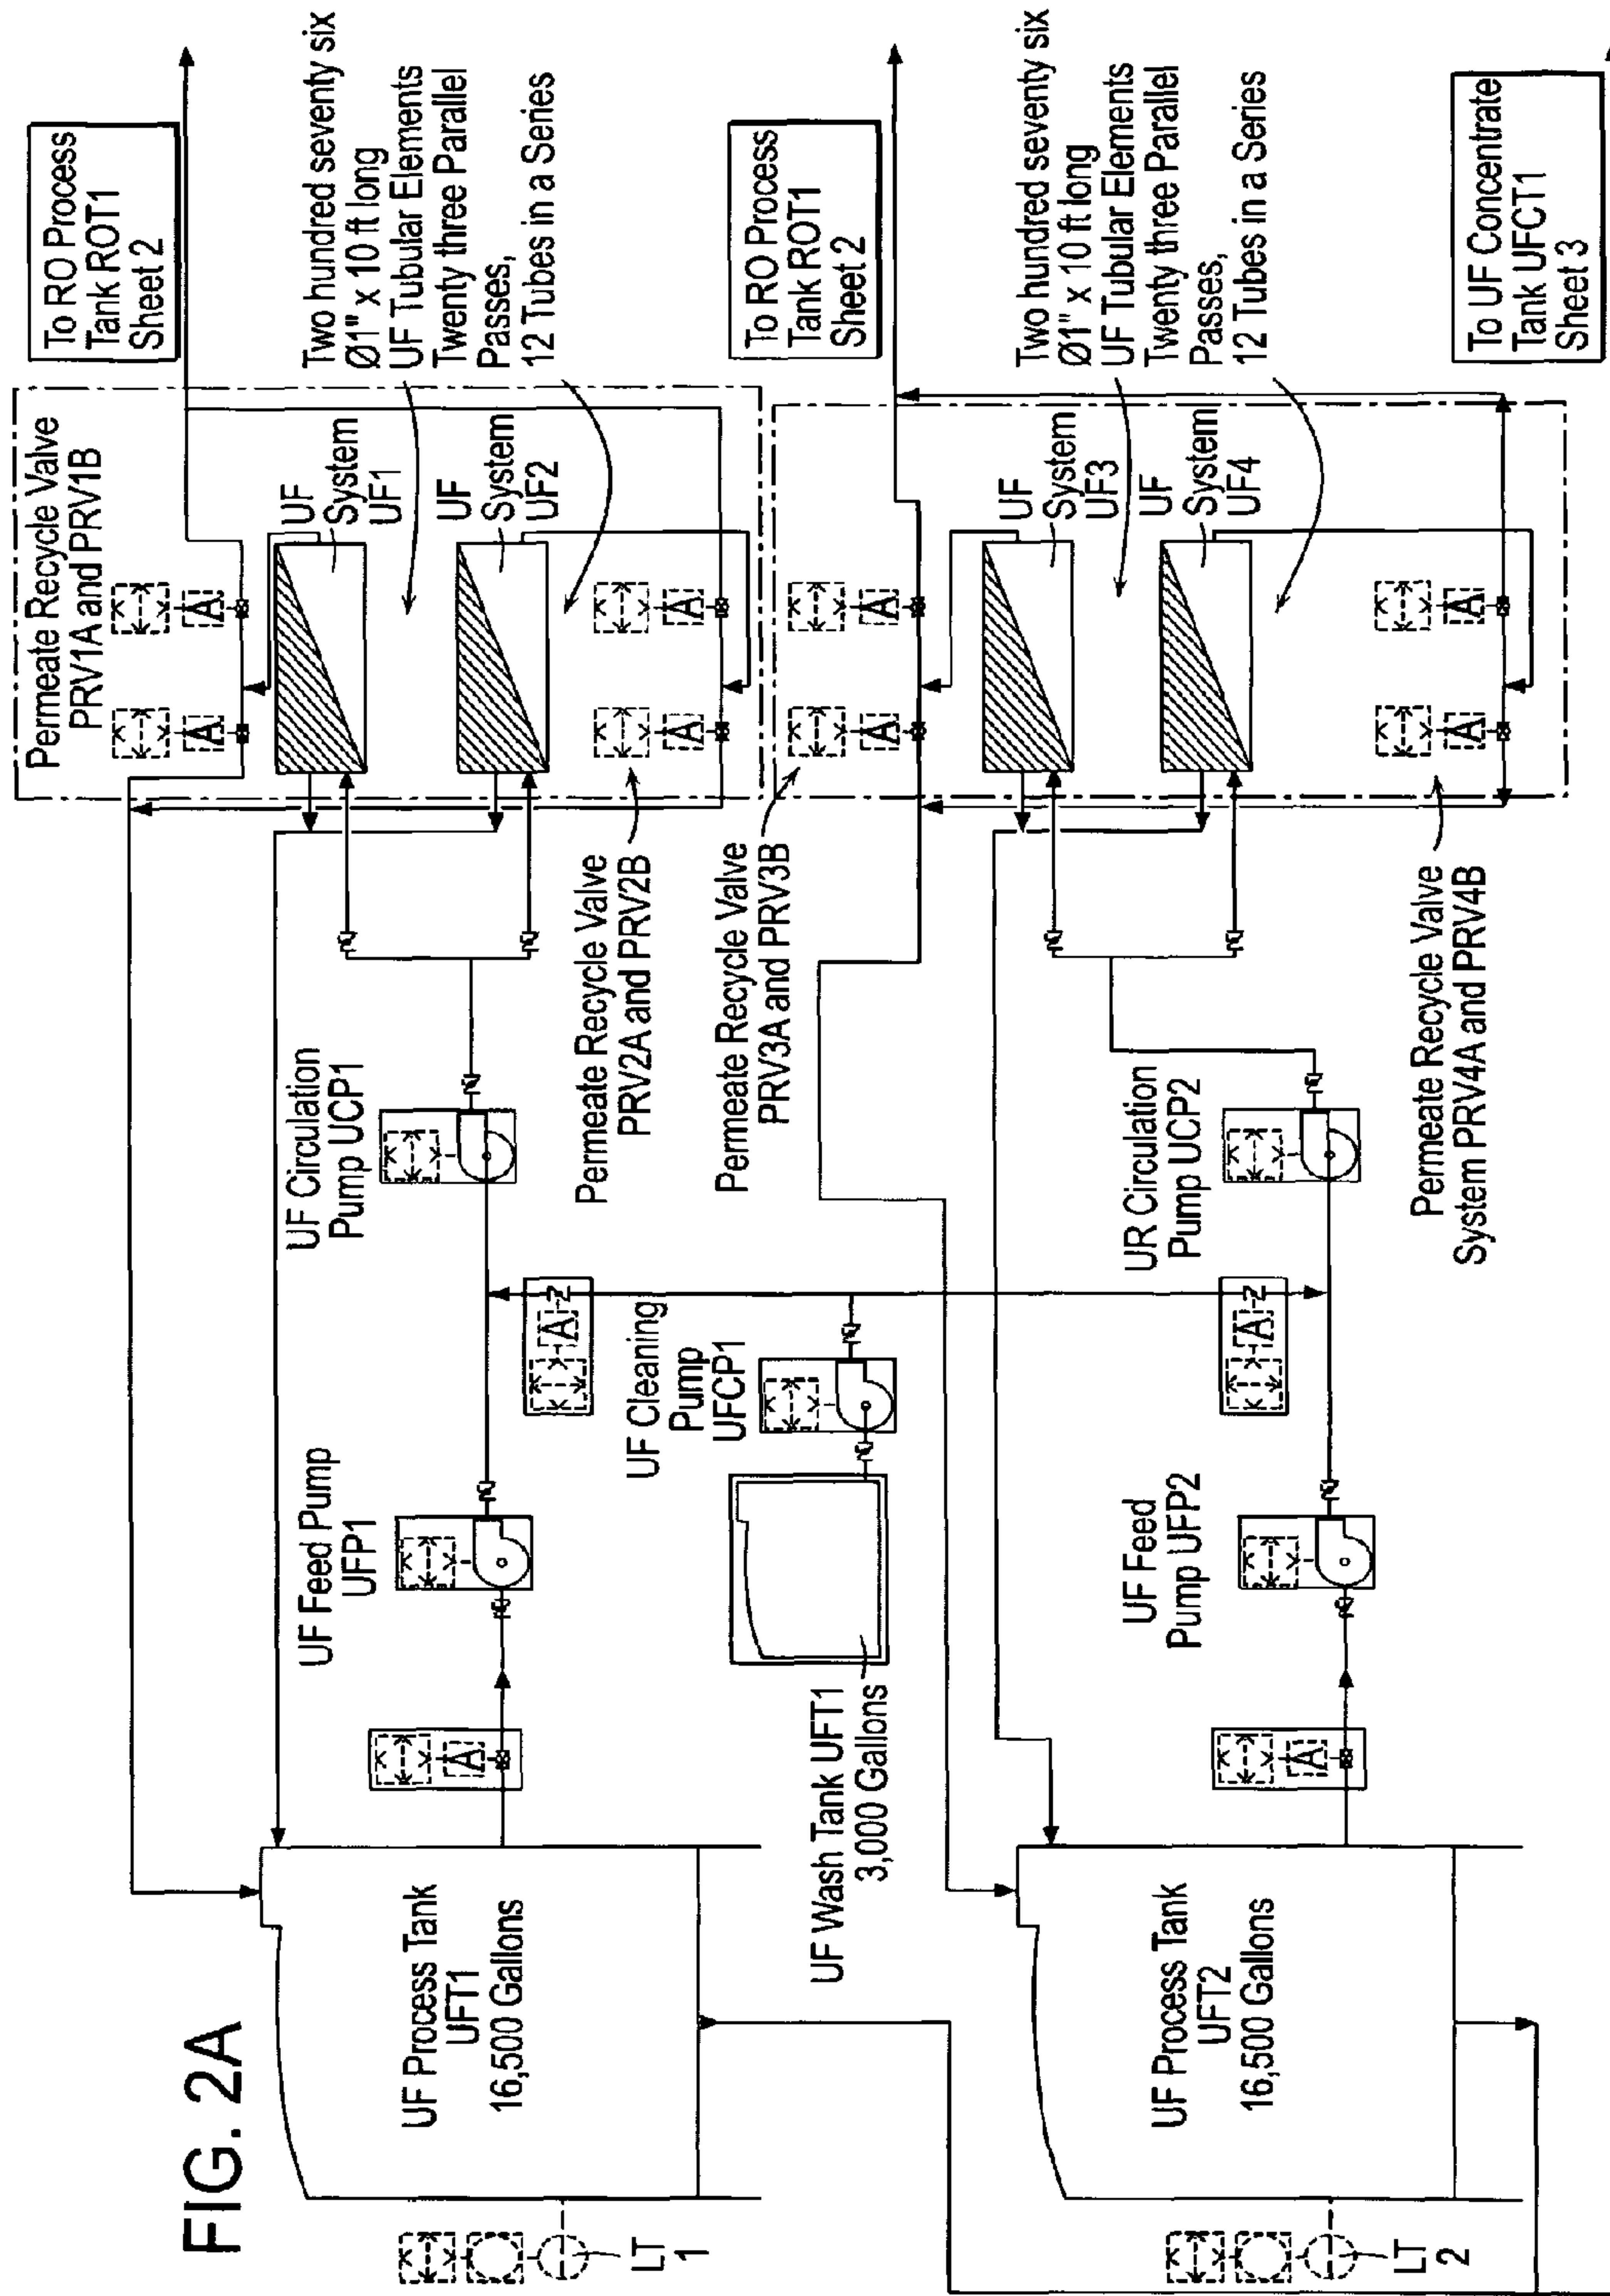 FIG. 2A
UF Process Tank
UFT1
16,500 Gallons
LT
1
UF Feed Pump
UFP1
UF Circulation
Pump UCP1
Permeate Recycle Valve
PRV1A and PRV1B
A
A
UF
System
UF1
UF
System
UF2
A
A
Permeate Recycle Valve
PRV2A and PRV2B
To RO Process
Tank ROT1
Sheet 2
Two hundred seventy six
Ø1" x 10 ft long
UF Tubular Elements
Twenty three Parallel
Passes,
12 Tubes in a Series
A
A
UF Wash Tank UFT1
3,000 Gallons
UF Cleaning
Pump
UFCP1
Permeate Recycle Valve
PRV3A and PRV3B
A
A
To RO Process
Tank ROT1
Sheet 2
UF Process Tank
UFT2
16,500 Gallons
LT
2
A
UF Feed
Pump UFP2
A
UR Circulation
Pump UCP2
UF
System
UF3
UF
System
UF4
Two hundred seventy six
Ø1" x 10 ft long
UF Tubular Elements
Twenty three Parallel
Passes,
12 Tubes in a Series
A
A
Permeate Recycle Valve
System PRV4A and PRV4B
To UF Concentrate
Tank UFCT1
Sheet 3